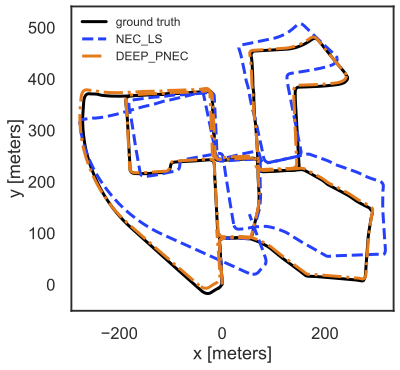 ground truth
NEC_LS
DEEP_PNEC
500
400
300
200
100
0
y [meters]
−200
0
200
x [meters]